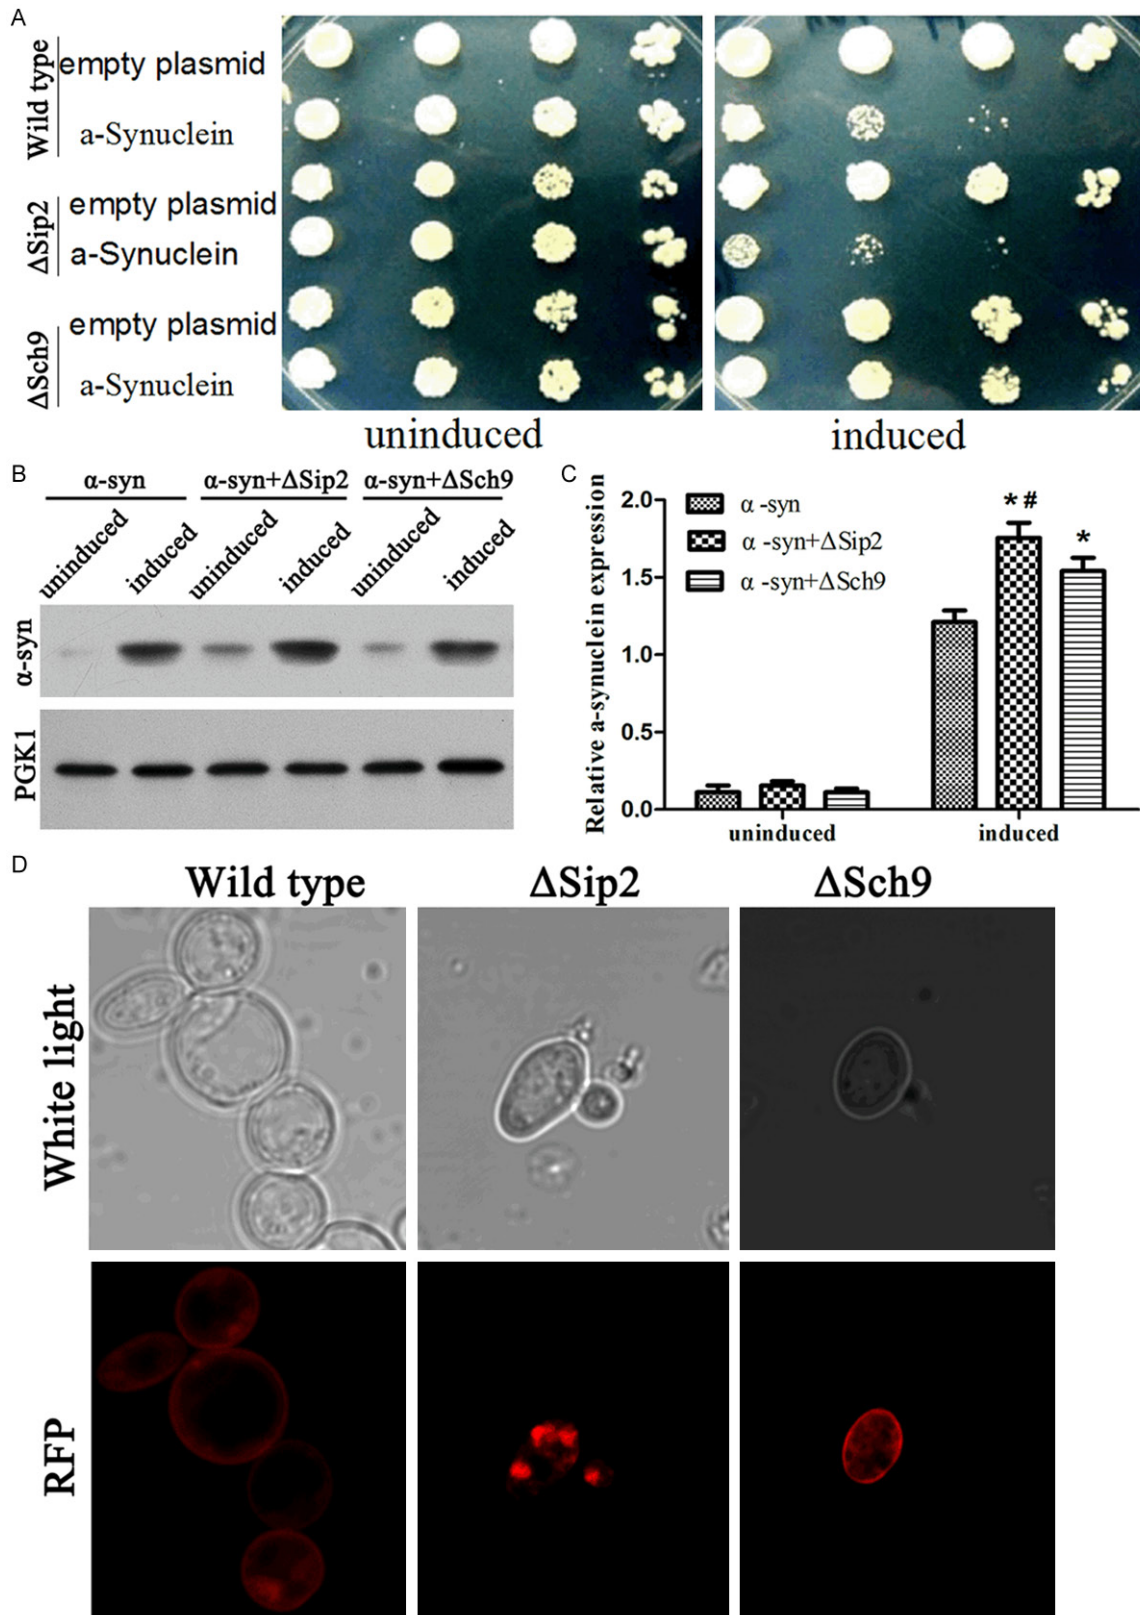 A
Wild type
empty plasmid
a-Synuclein
ΔSip2
empty plasmid
a-Synuclein
ΔSch9
empty plasmid
a-Synuclein
uninduced
induced
B
α-syn
α-syn+ΔSip2
α-syn+ΔSch9
uninduced
induced
uninduced
induced
uninduced
induced
α-syn
PGK1
C
Relative a-synuclein expression
2.0
1.5
1.0
0.5
0.0
α -syn
α -syn+ΔSip2
α -syn+ΔSch9
* #
*
uninduced
induced
D
Wild type
ΔSip2
ΔSch9
White light
RFP